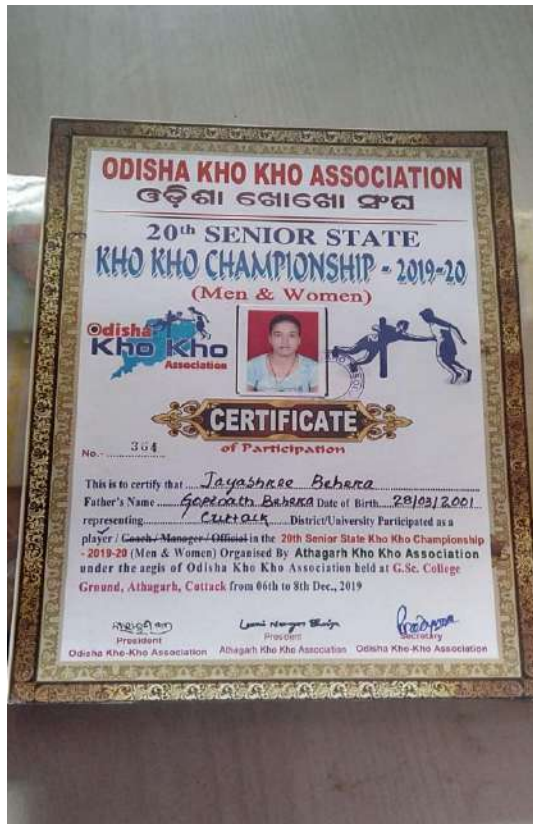 ODISHA KHO KHO ASSOCIATION
ଓଡ଼ିଶା ଖୋଖୋ ସଂଘ
20th SENIOR STATE
KHO KHO CHAMPIONSHIP - 2019-20
(Men & Women)
Odisha
Kho Kho
Association
CERTIFICATE
of Participation
No.- 364
This is to certify that Jayashree Behera
Father's Name Gopinath Behera Date of Birth 28/03/2001
representing Cuttack District/University Participated as a
player / Coach / Manager / Official in the 20th Senior State Kho Kho Championship
- 2019-20 (Men & Women) Organised By Athagarh Kho Kho Association
under the aegis of Odisha Kho Kho Association held at G.Sc. College
Ground, Athagarh, Cuttack from 06th to 8th Dec., 2019
President
Odisha Kho-Kho Association
President
Athagarh Kho Kho Association
Secretary
Odisha Kho-Kho Association